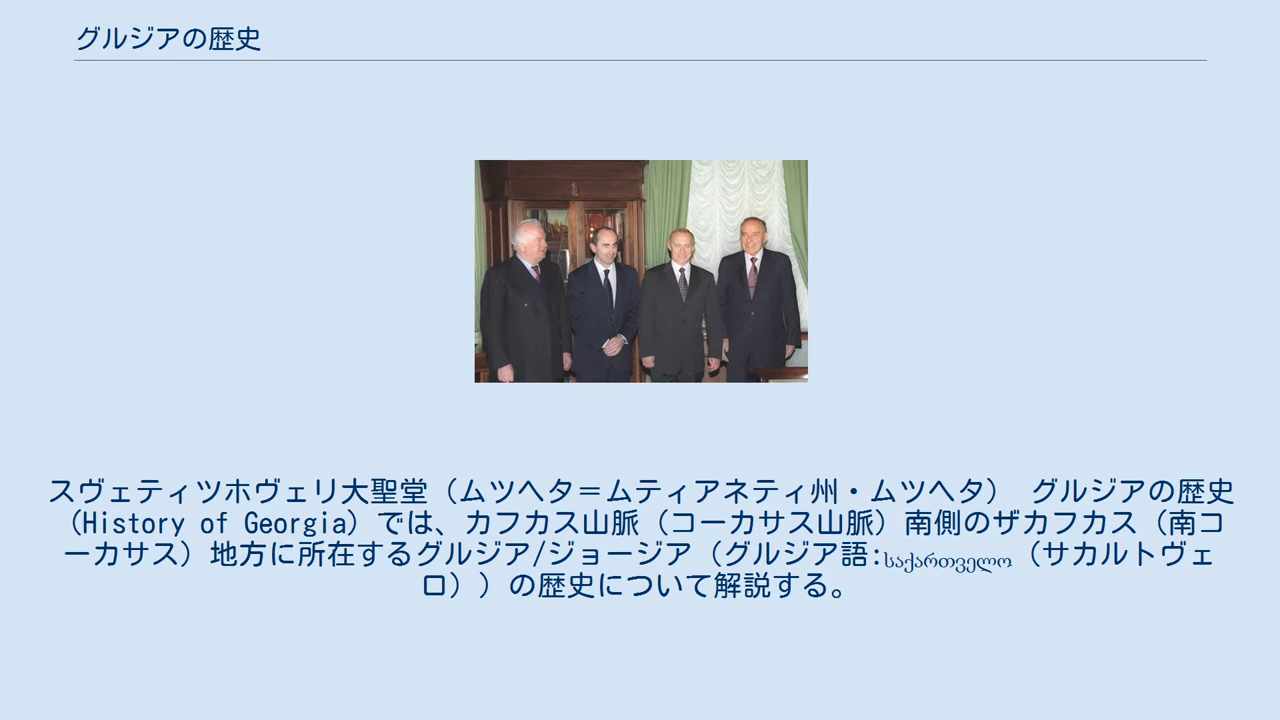 グルジアの歴史
スヴェティツホヴェリ大聖堂（ムツヘタ＝ムティアネティ州・ムツヘタ） グルジアの歴史
（History of Georgia）では、カフカス山脈（コーカサス山脈）南側のザカフカス（南コ
ーカサス）地方に所在するグルジア/ジョージア（グルジア語:საქართველო（サカルトヴェ
ロ））の歴史について解説する。